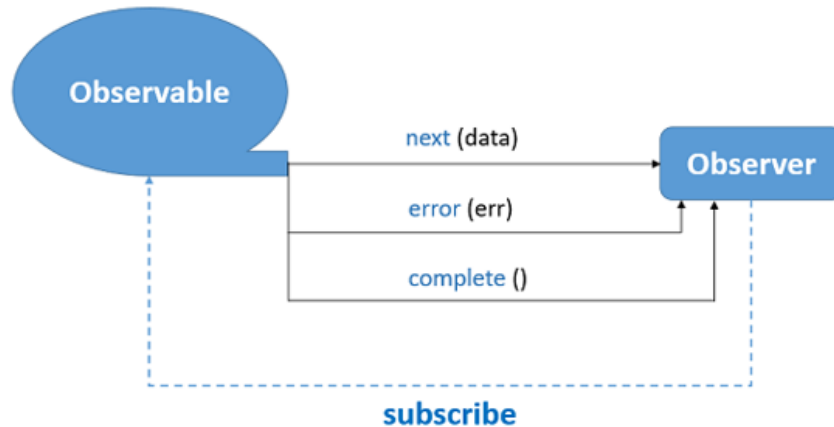 Observable
next (data)
Observer
error (err)
complete ()
subscribe